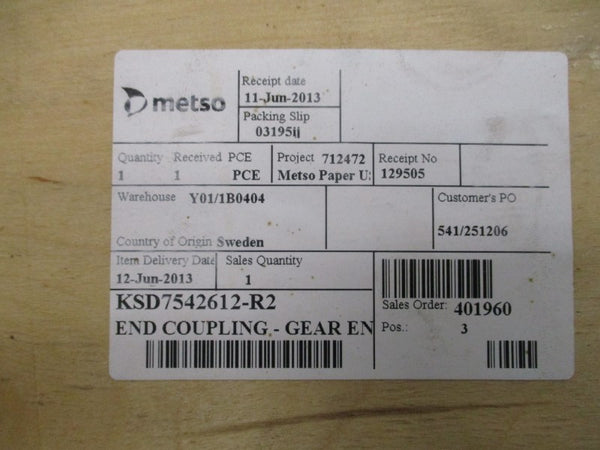 metso
Receipt date
11-Jun-2013
Packing Slip
03195ij
Quantity Received PCE
1 1 PCE
Project 712472
Metso Paper U
Receipt No
129505
Warehouse Y01/1B0404
Customer's PO
541/251206
Country of Origin Sweden
Item Delivery Date
12-Jun-2013
Sales Quantity
1
KSD7542612-R2
END COUPLING - GEAR EN
Sales Order: 401960
Pos.: 3